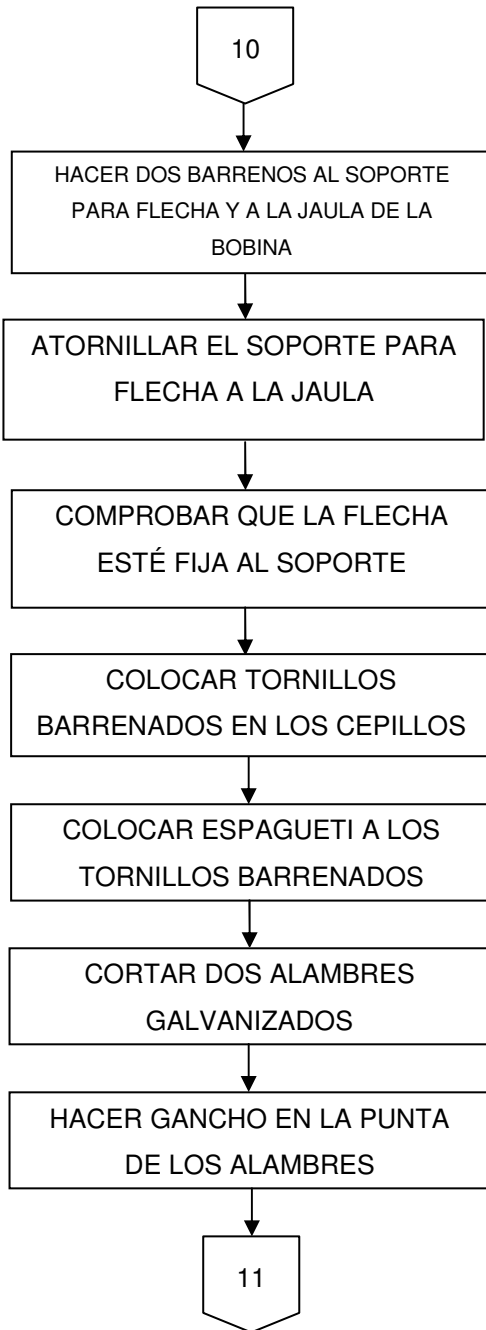 10
HACER DOS BARRENOS AL SOPORTE
PARA FLECHA Y A LA JAULA DE LA
BOBINA
ATORNILLAR EL SOPORTE PARA
FLECHA A LA JAULA
COMPROBAR QUE LA FLECHA
ESTÉ FIJA AL SOPORTE
COLOCAR TORNILLOS
BARRENADOS EN LOS CEPILLOS
COLOCAR ESPAGUETI A LOS
TORNILLOS BARRENADOS
CORTAR DOS ALAMBRES
GALVANIZADOS
HACER GANCHO EN LA PUNTA
DE LOS ALAMBRES
11